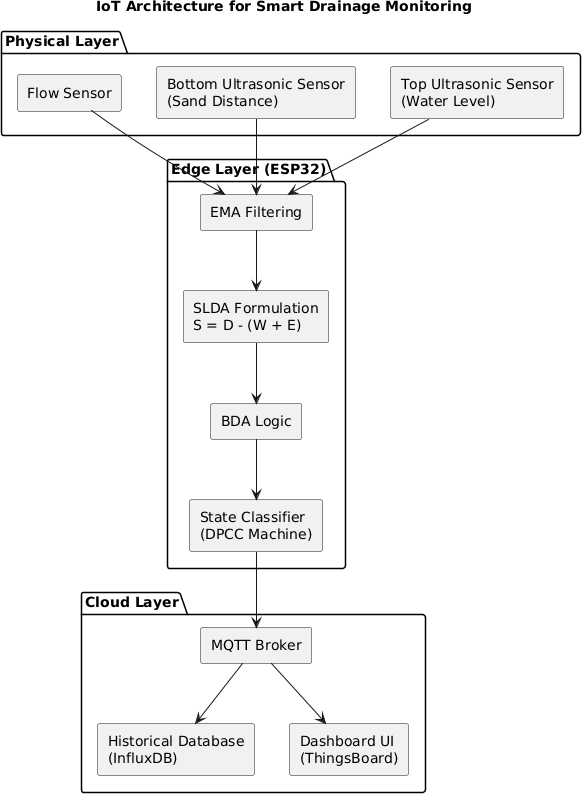 IoT Architecture for Smart Drainage Monitoring
Physical Layer
Flow Sensor
Bottom Ultrasonic Sensor
(Sand Distance)
Top Ultrasonic Sensor
(Water Level)
Edge Layer (ESP32)
EMA Filtering
SLDA Formulation
S = D - (W + E)
BDA Logic
State Classifier
(DPCC Machine)
Cloud Layer
MQTT Broker
Historical Database
(InfluxDB)
Dashboard UI
(ThingsBoard)